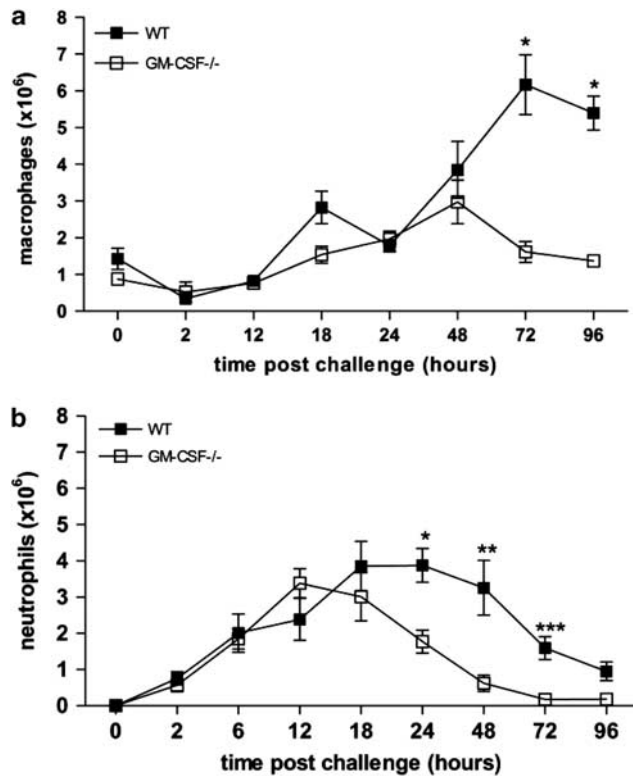 a
WT
GM-CSF-/-
macrophages (x10⁶)
8
7
6
5
4
3
2
1
0
*
*
0 2 12 18 24 48 72 96
time post challenge (hours)
b
WT
GM-CSF-/-
neutrophils (x10⁶)
8
7
6
5
4
3
2
1
0
*
**
***
0 2 6 12 18 24 48 72 96
time post challenge (hours)